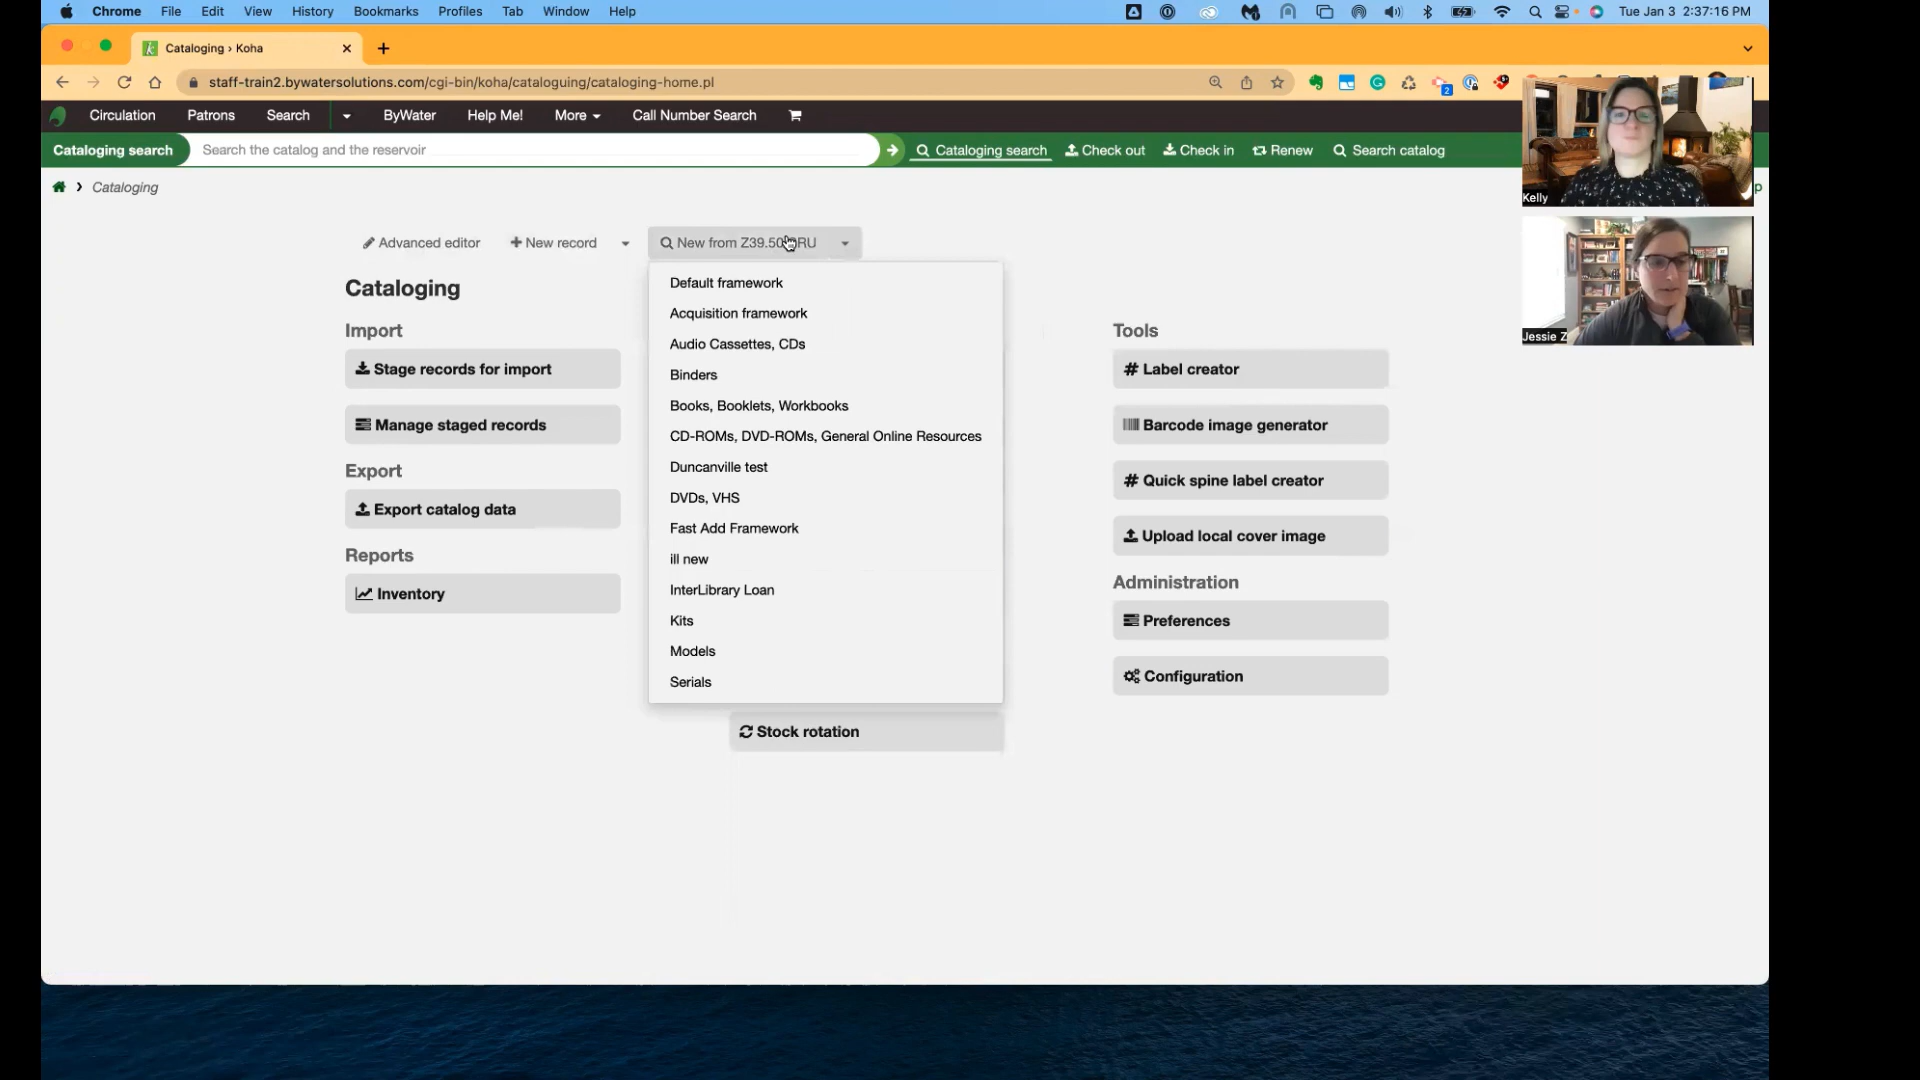 Chrome File Edit View History Bookmarks Profiles Tab Window Help Tue Jan 3 2:37:16 PM
Cataloging › Koha
staff-train2.bywatersolutions.com/cgi-bin/koha/cataloguing/cataloging-home.pl
2
Circulation Patrons Search ByWater Help Me! More Call Number Search
Cataloging search Search the catalog and the reservoir Cataloging search Check out Check in Renew Search catalog
Cataloging
p
Kelly
Jessie Z
Advanced editor + New record New from Z39.50 RU
Default framework
Acquisition framework
Audio Cassettes, CDs
Binders
Books, Booklets, Workbooks
CD-ROMs, DVD-ROMs, General Online Resources
Duncanville test
DVDs, VHS
Fast Add Framework
ill new
InterLibrary Loan
Kits
Models
Serials
Cataloging
Import
Stage records for import
Manage staged records
Export
Export catalog data
Reports
Inventory
Stock rotation
Tools
# Label creator
Barcode image generator
# Quick spine label creator
Upload local cover image
Administration
Preferences
Configuration